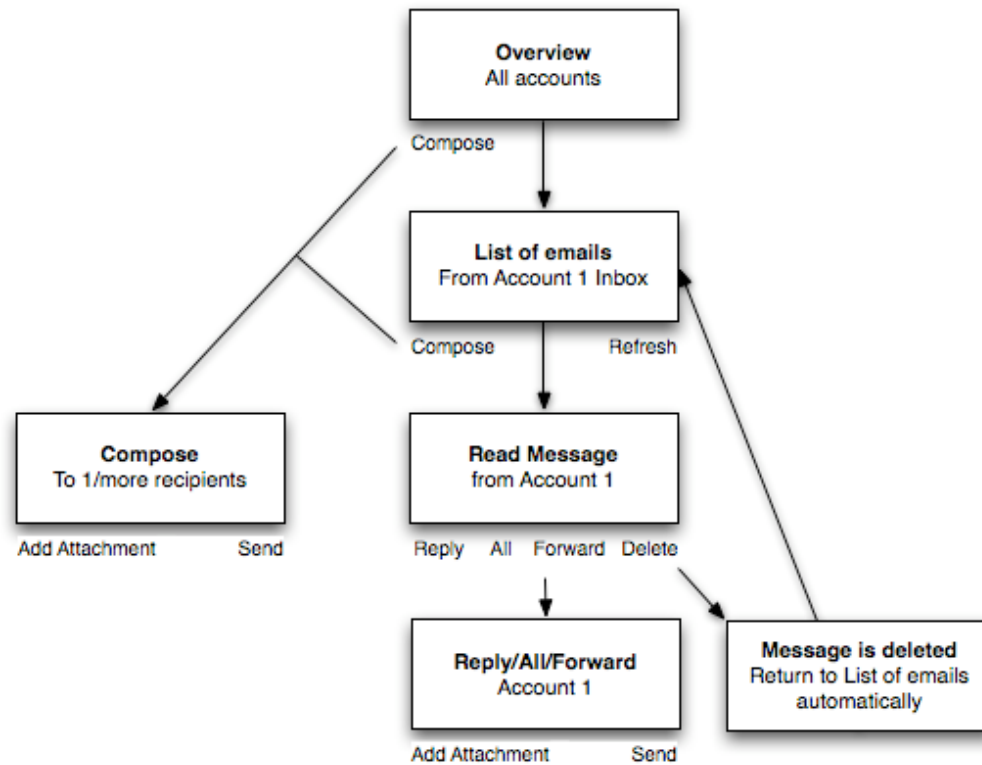 Overview
All accounts
Compose
List of emails
From Account 1 Inbox
Compose Refresh
Compose
To 1/more recipients
Add Attachment Send
Read Message
from Account 1
Reply All Forward Delete
Reply/All/Forward
Account 1
Add Attachment Send
Message is deleted
Return to List of emails
automatically